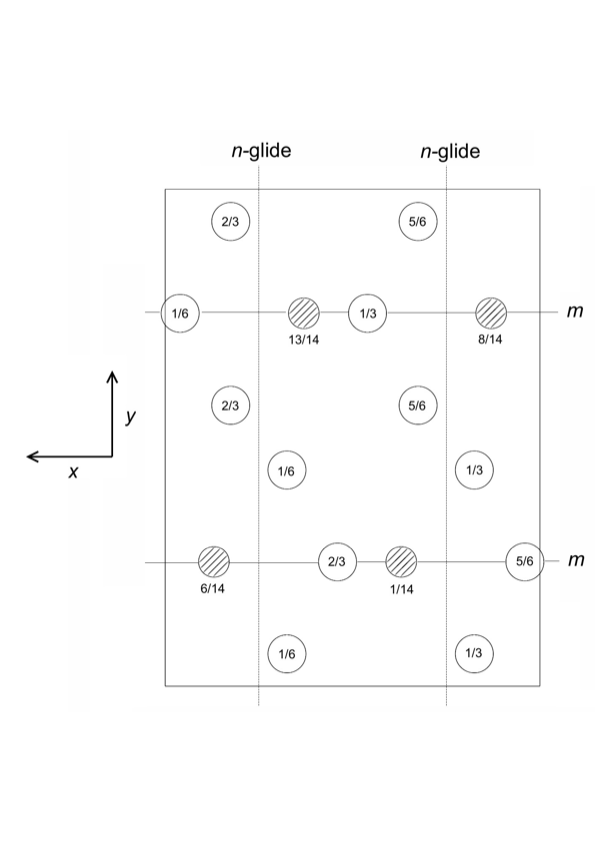 n-glide n-glide
2/3 5/6
1/6 1/3 m
13/14 8/14
2/3 5/6
y
x
1/6 1/3
2/3 5/6 m
6/14 1/14
1/6 1/3